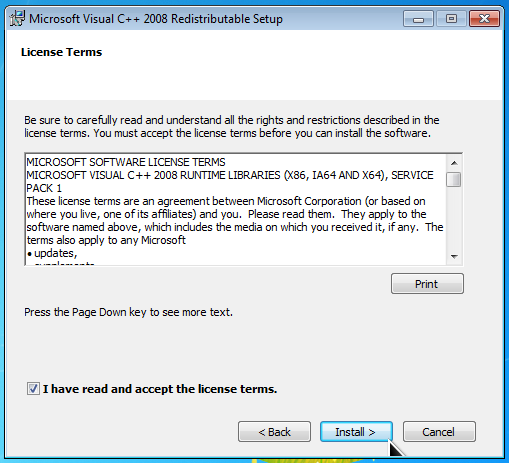 Microsoft Visual C++ 2008 Redistributable Setup
License Terms
Be sure to carefully read and understand all the rights and restrictions described in the
license terms. You must accept the license terms before you can install the software.
MICROSOFT SOFTWARE LICENSE TERMS
MICROSOFT VISUAL C++ 2008 RUNTIME LIBRARIES (X86, IA64 AND X64), SERVICE
PACK 1
These license terms are an agreement between Microsoft Corporation (or based on
where you live, one of its affiliates) and you.  Please read them.  They apply to the
software named above, which includes the media on which you received it, if any.  The
terms also apply to any Microsoft
• updates,
Print
Press the Page Down key to see more text.
I have read and accept the license terms.
< Back
Install >
Cancel